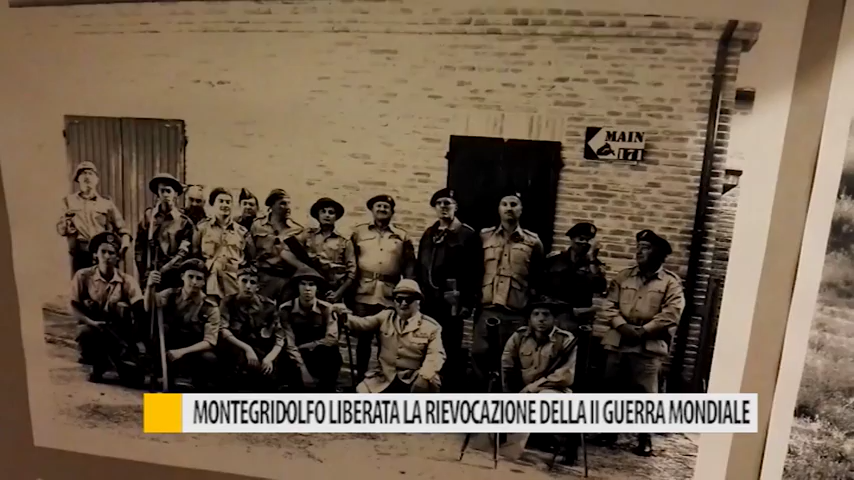 MAIN
171
MONTEGRIDOLFO LIBERATA LA RIEVOCAZIONE DELLA II GUERRA MONDIALE